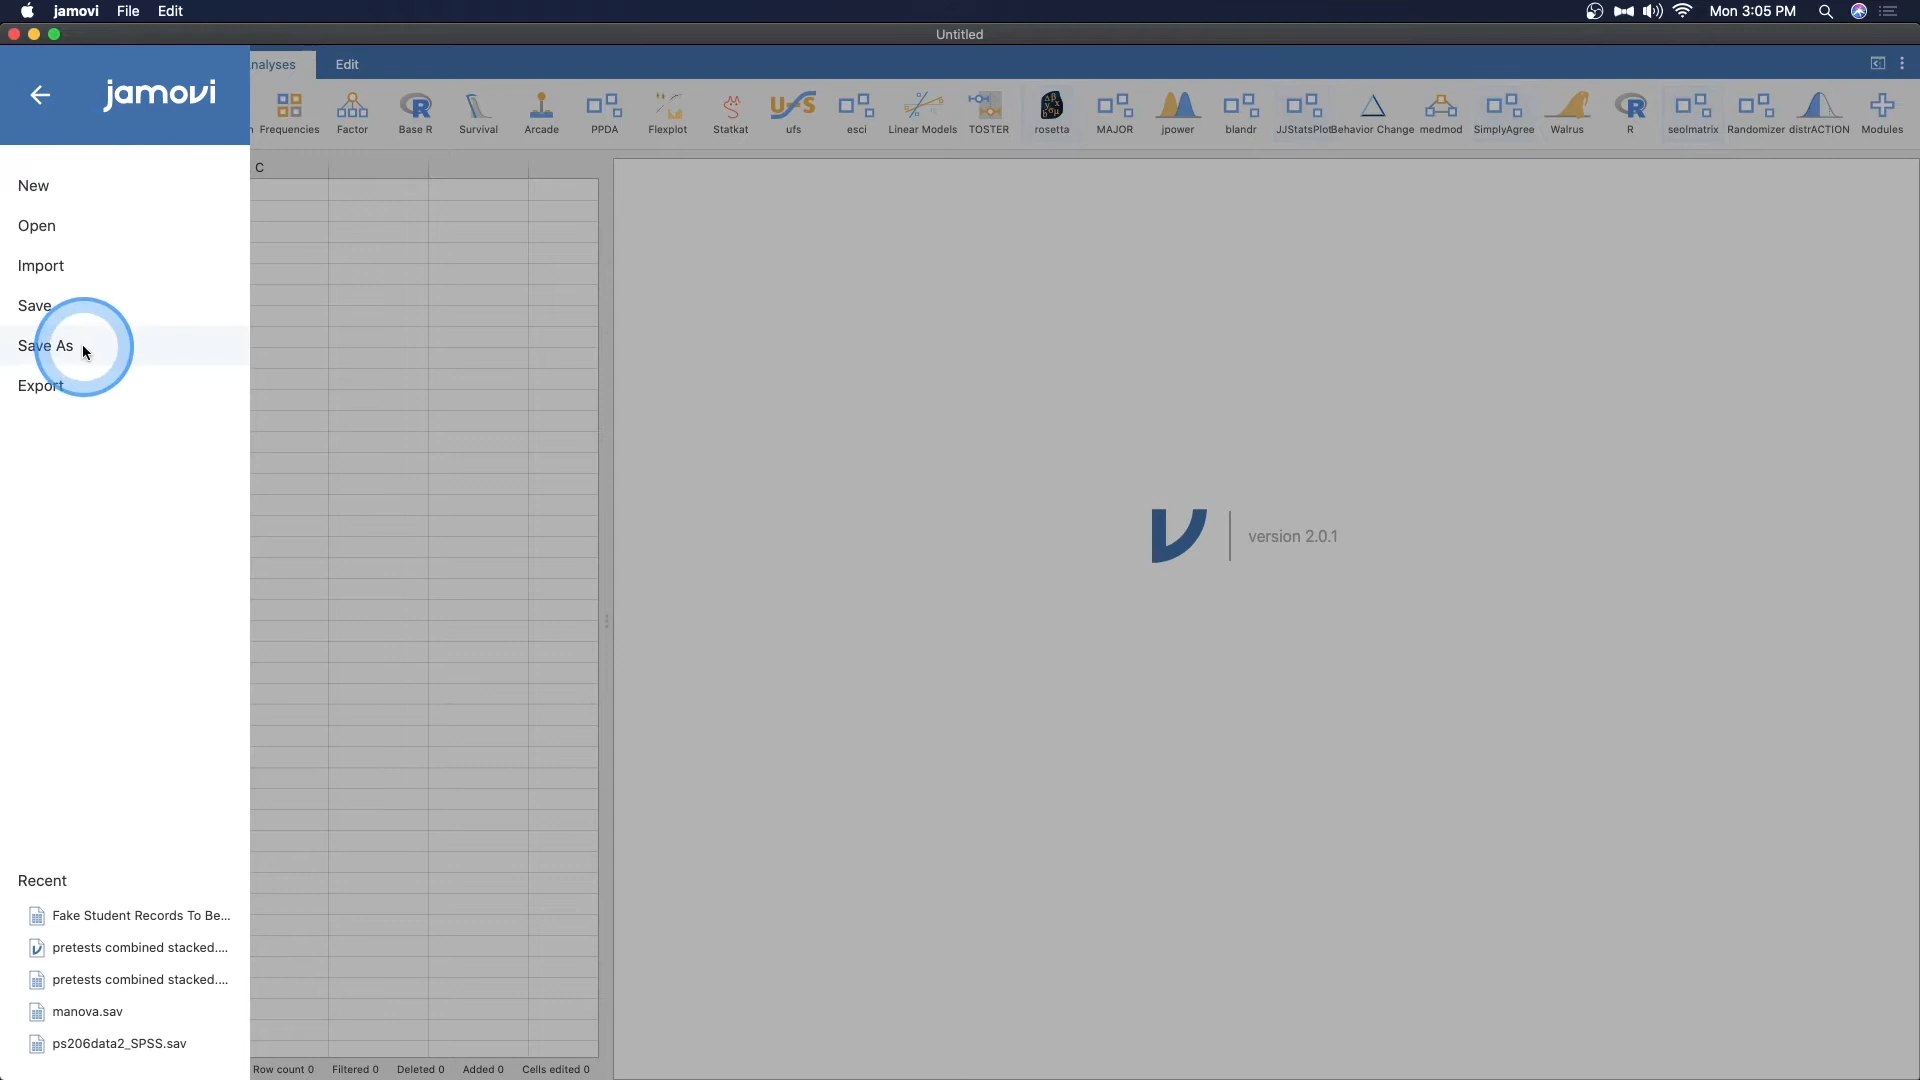 jamovi File Edit Mon 3:05 PM
Untitled
nalyses Edit
jamovi
n Frequencies Factor Base R Survival Arcade PPDA Flexplot Statkat ufs esci Linear Models TOSTER rosetta MAJOR jpower blandr JJStatsPlot Behavior Change medmod SimplyAgree Walrus R seolmatrix Randomizer distrACTION Modules
C
New
Open
Import
Save
Save As
Export
version 2.0.1
Recent
Fake Student Records To Be...
pretests combined stacked....
pretests combined stacked....
manova.sav
ps206data2_SPSS.sav
Row count 0 Filtered 0 Deleted 0 Added 0 Cells edited 0